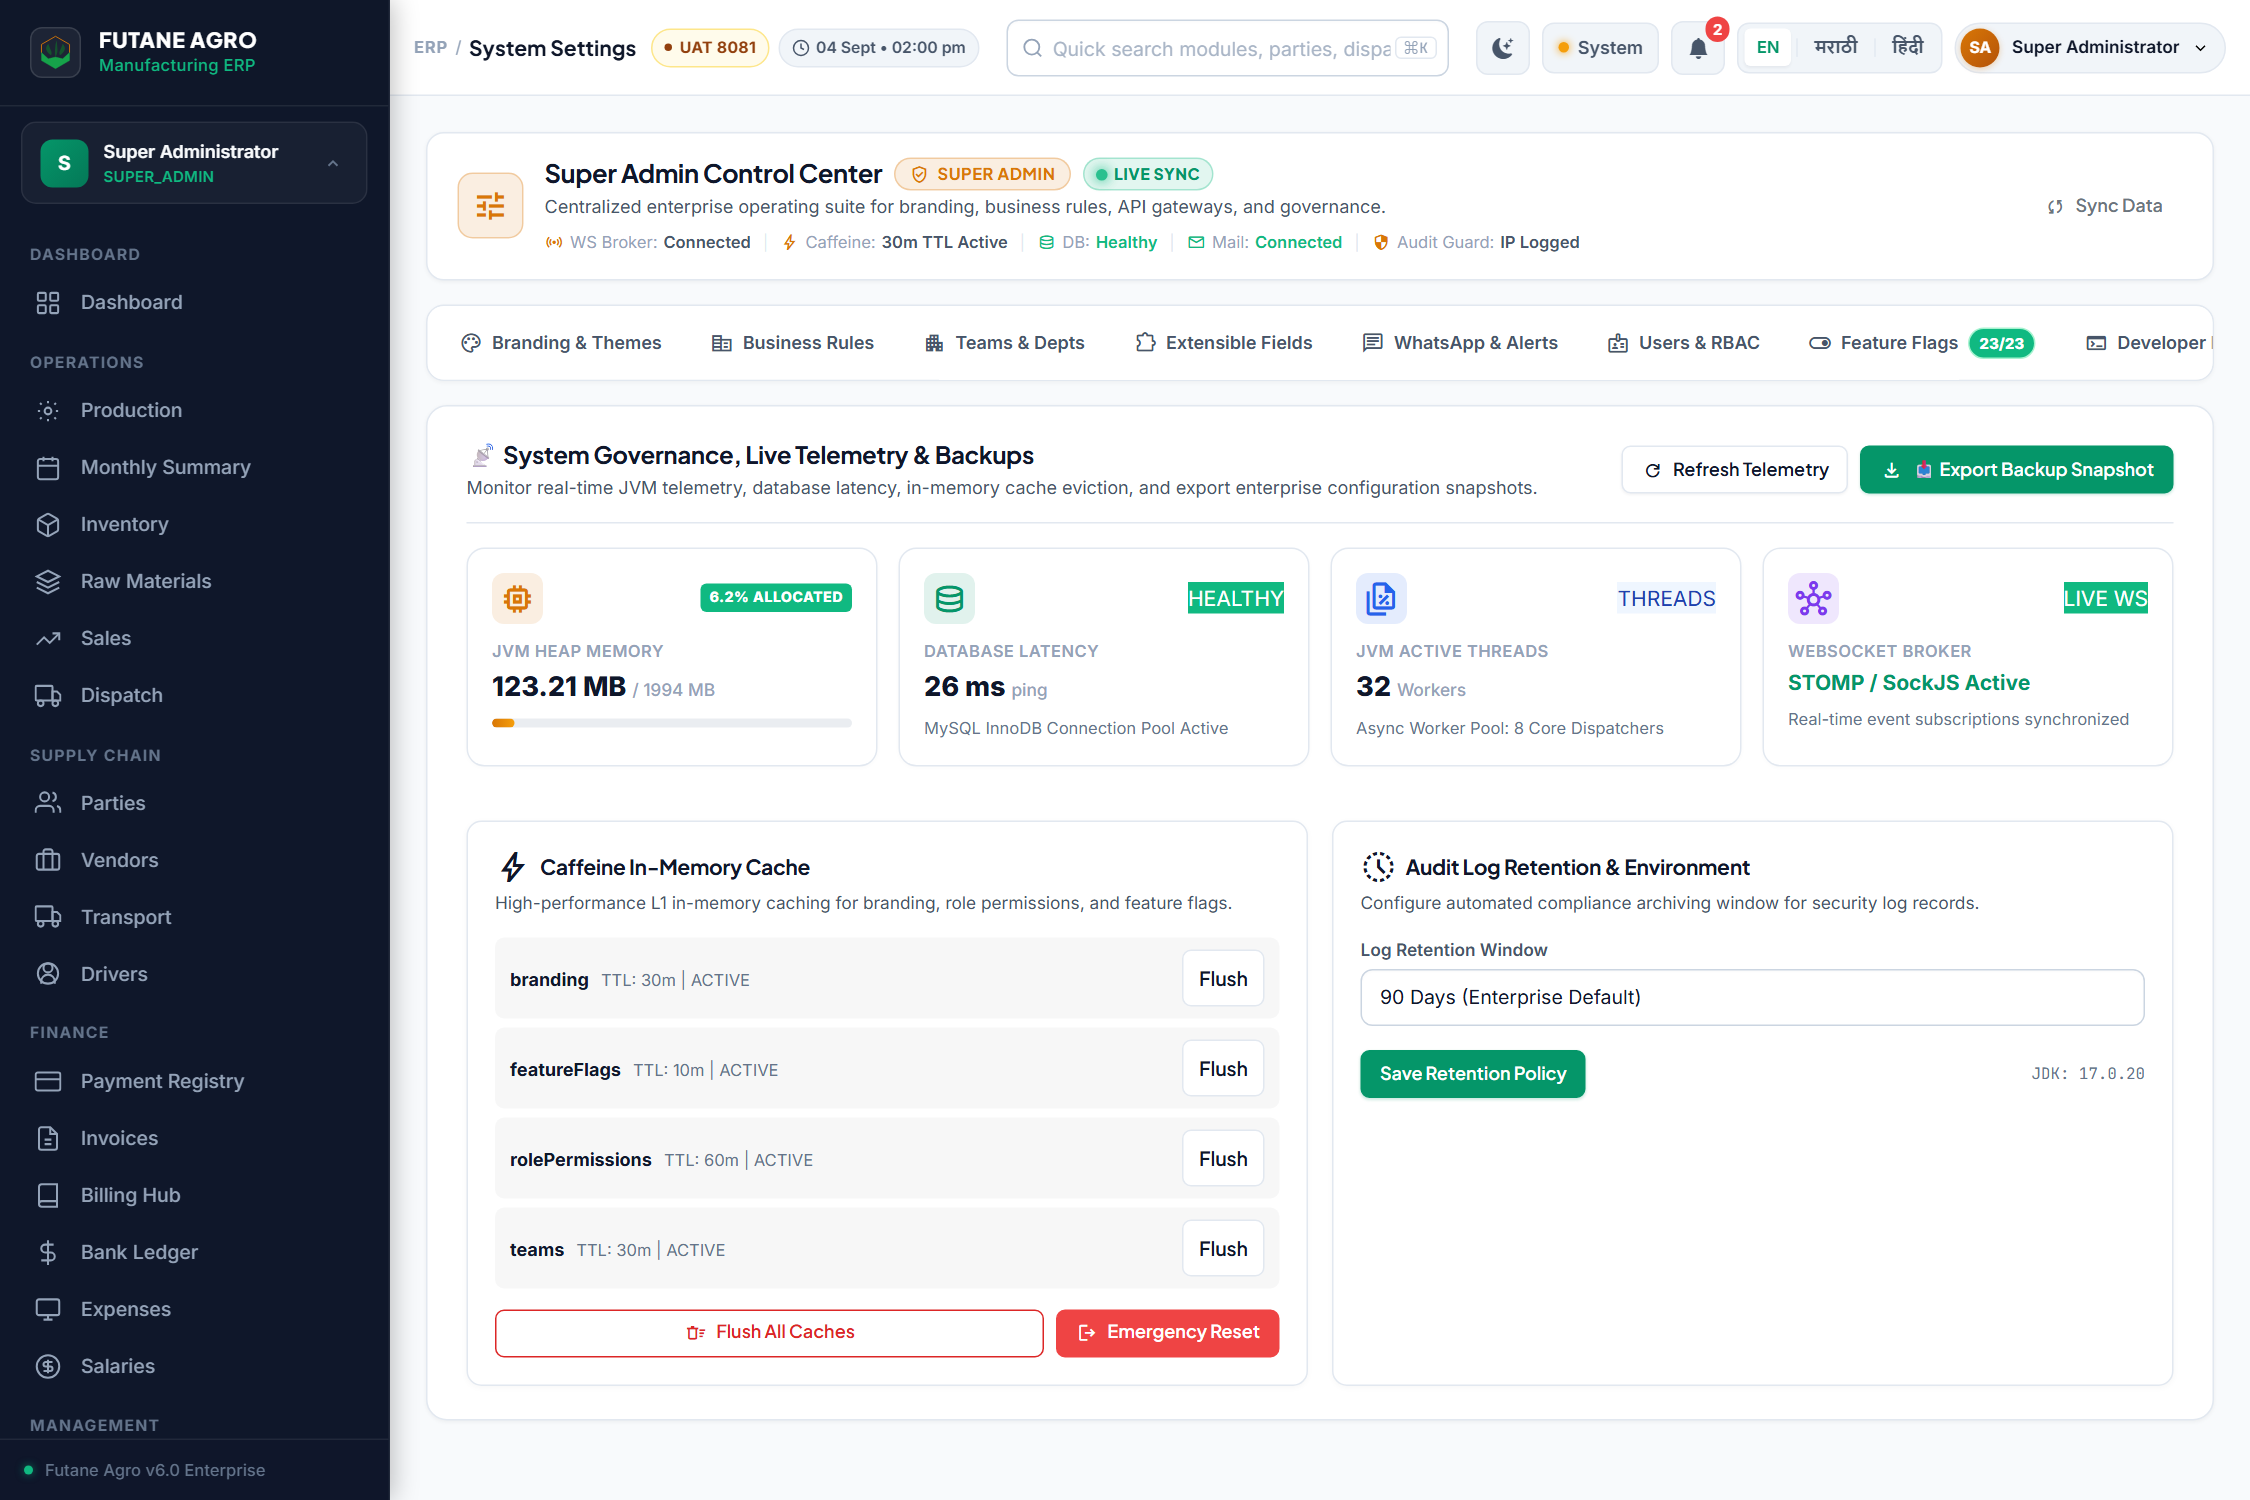 FUTANE AGRO
Manufacturing ERP
S
Super Administrator
SUPER_ADMIN
DASHBOARD
Dashboard
OPERATIONS
Production
Monthly Summary
Inventory
Raw Materials
Sales
Dispatch
SUPPLY CHAIN
Parties
Vendors
Transport
Drivers
FINANCE
Payment Registry
Invoices
Billing Hub
Bank Ledger
Expenses
Salaries
MANAGEMENT
Futane Agro v6.0 Enterprise
ERP / System Settings
UAT 8081
04 Sept • 02:00 pm
Quick search modules, parties, dispa
⌘K
System
2
EN
मराठी
हिंदी
SA
Super Administrator
Super Admin Control Center
SUPER ADMIN
LIVE SYNC
Centralized enterprise operating suite for branding, business rules, API gateways, and governance.
WS Broker: Connected
Caffeine: 30m TTL Active
DB: Healthy
Mail: Connected
Audit Guard: IP Logged
Sync Data
Branding & Themes
Business Rules
Teams & Depts
Extensible Fields
WhatsApp & Alerts
Users & RBAC
Feature Flags 23/23
Developer
System Governance, Live Telemetry & Backups
Monitor real-time JVM telemetry, database latency, in-memory cache eviction, and export enterprise configuration snapshots.
Refresh Telemetry
Export Backup Snapshot
6.2% ALLOCATED
JVM HEAP MEMORY
123.21 MB / 1994 MB
HEALTHY
DATABASE LATENCY
26 ms ping
MySQL InnoDB Connection Pool Active
THREADS
JVM ACTIVE THREADS
32 Workers
Async Worker Pool: 8 Core Dispatchers
LIVE WS
WEBSOCKET BROKER
STOMP / SockJS Active
Real-time event subscriptions synchronized
Caffeine In-Memory Cache
High-performance L1 in-memory caching for branding, role permissions, and feature flags.
branding TTL: 30m | ACTIVE
Flush
featureFlags TTL: 10m | ACTIVE
Flush
rolePermissions TTL: 60m | ACTIVE
Flush
teams TTL: 30m | ACTIVE
Flush
Flush All Caches
Emergency Reset
Audit Log Retention & Environment
Configure automated compliance archiving window for security log records.
Log Retention Window
90 Days (Enterprise Default)
Save Retention Policy
JDK: 17.0.20